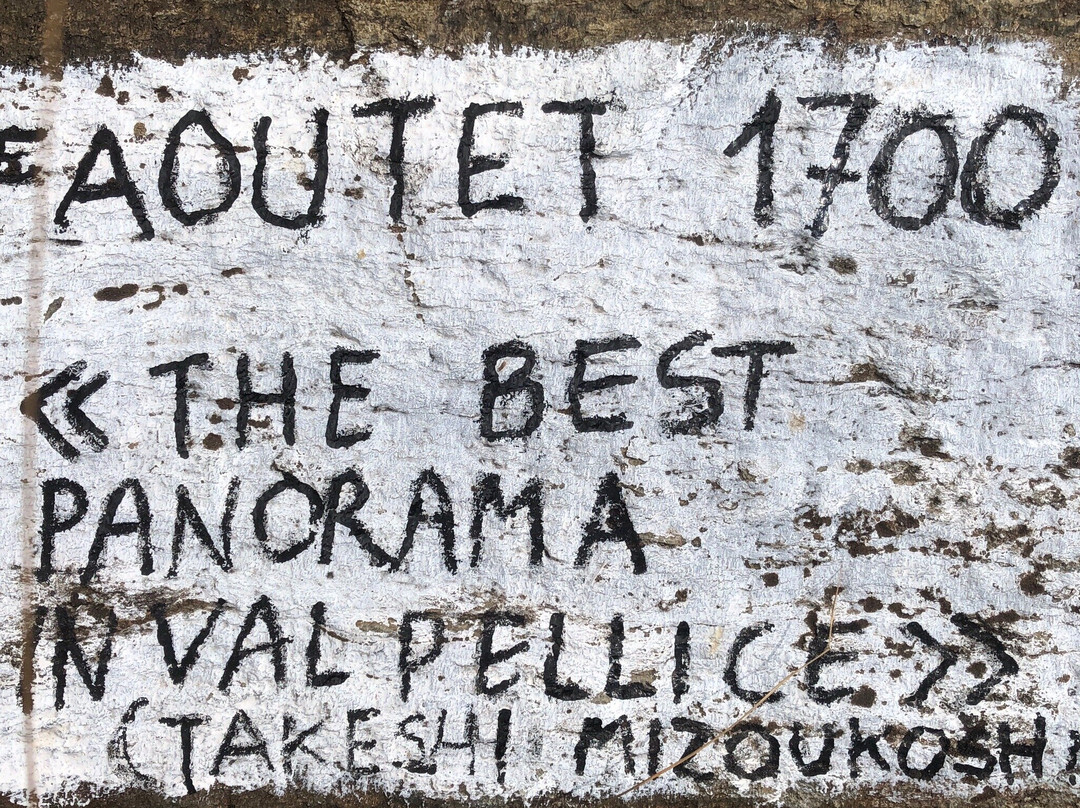 AOUTET 1700
« THE BEST
PANORAMA
IN VAL PELLICE »
(TAKESHI MIZOUKOSHI